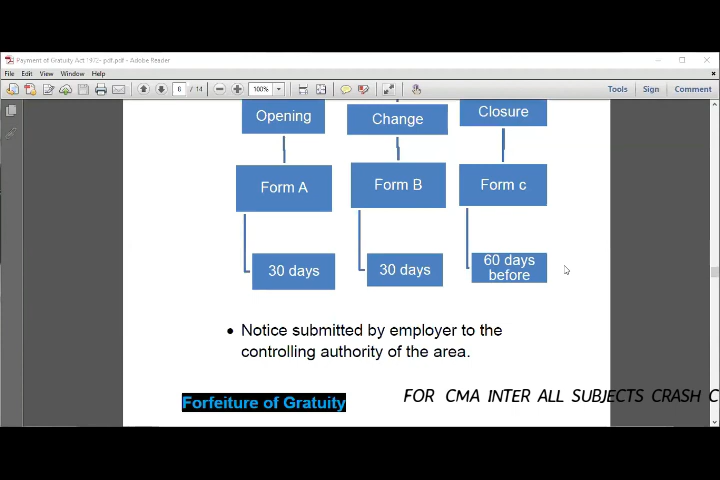 Payment of Gratuity Act 1972- pdf.pdf - Adobe Reader
File Edit View Window Help
8 / 14 100% Tools Sign Comment
Opening Change Closure
Form A Form B Form c
30 days 30 days 60 days
before
• Notice submitted by employer to the
controlling authority of the area.
Forfeiture of Gratuity
FOR CMA INTER ALL SUBJECTS CRASH C